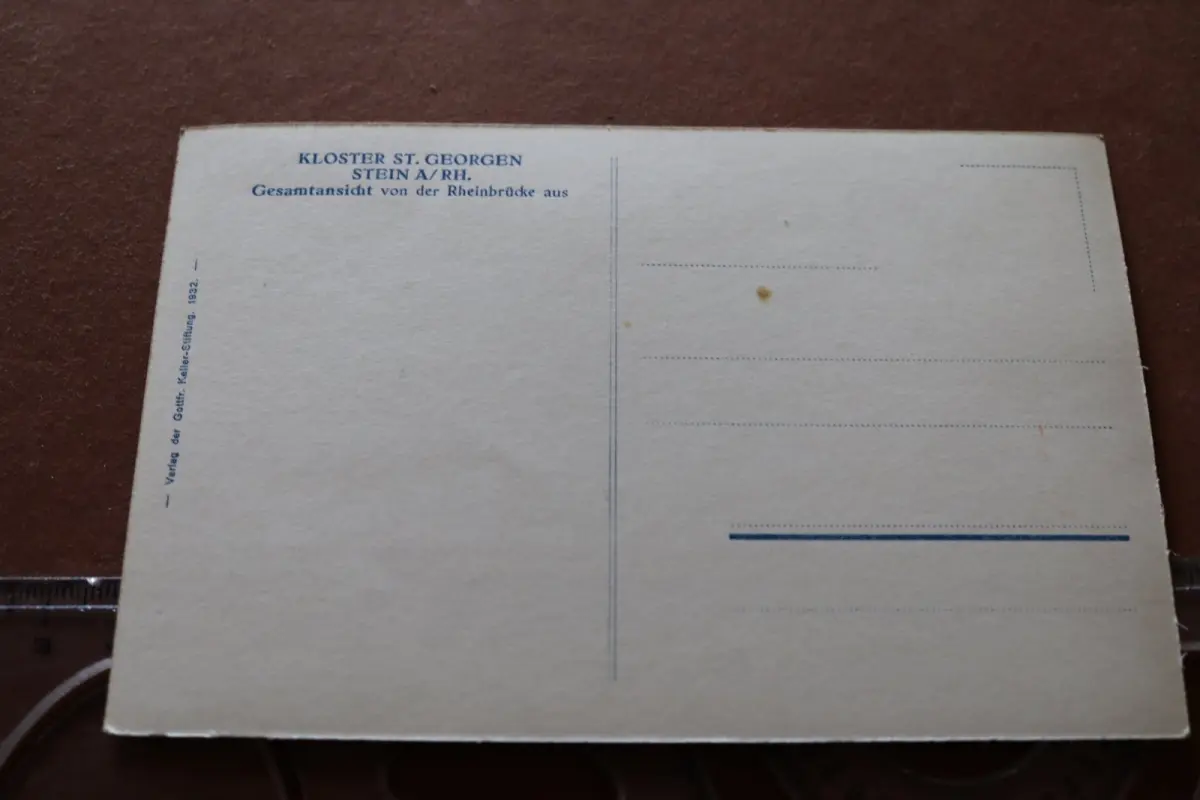 KLOSTER ST. GEORGEN
STEIN A/RH.
Gesamtansicht von der Rheinbrücke aus
— Verlag der Gottfr. Keller-Stiftung. 1932. —